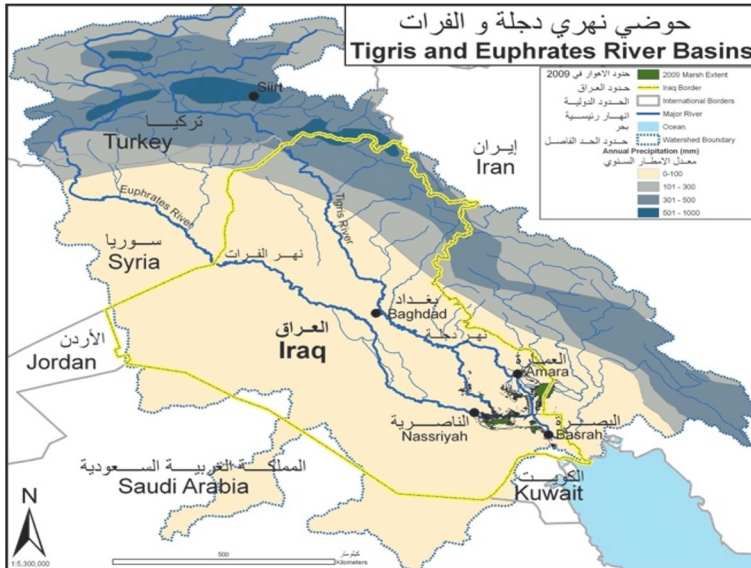 حوضي نهري دجلة و الفرات
Tigris and Euphrates River Basins
حدود الاهوار في 2009
2009 Marsh Extent
حدود العراق
Iraq Border
الحدود الدولية
International Borders
انهار رئيسية
Major River
بحر
Ocean
حدود الحد الفاصل
Watershed Boundary
Annual Precipitation (mm)
معدل الامطار السنوي
0-100
101 - 300
301 - 500
501 - 1000
Siirt
تركيا
Turkey
إيران
Iran
Euphrates River
Tigris River
سوريا
Syria
نهر الفرات
بغداد
Baghdad
نهر دجلة
العراق
Iraq
الأردن
Jordan
العمارة
Amara
الناصرية
Nassriyah
البصرة
Basrah
المملكة العربية السعودية
Saudi Arabia
الكويت
Kuwait
N
1:5,300,000
500
كيلومتر
Kilometers